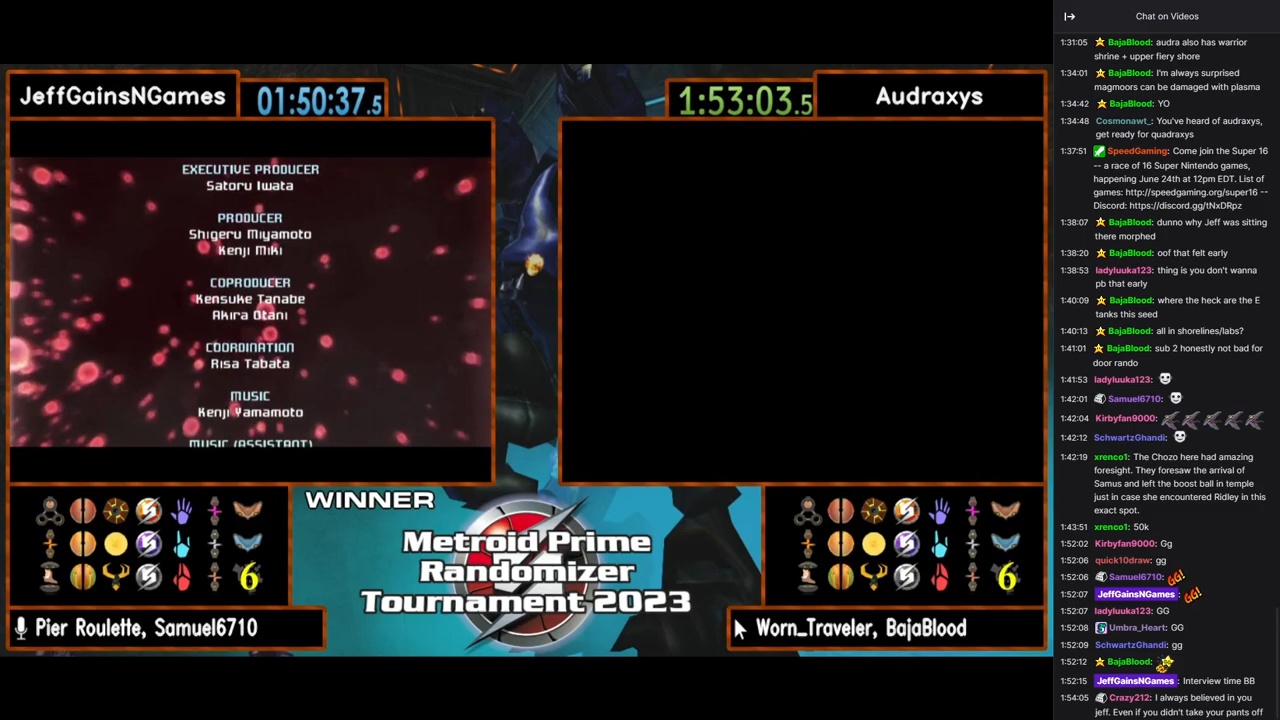 Chat on Videos
1:31:05 BajaBlood: audra also has warrior
shrine + upper fiery shore
1:34:01 BajaBlood: I'm always surprised
magmoors can be damaged with plasma
1:34:42 BajaBlood: YO
1:34:48 Cosmonawt_: You've heard of audraxys,
get ready for quadraxys
1:37:51 SpeedGaming: Come join the Super 16
-- a race of 16 Super Nintendo games,
happening June 24th at 12pm EDT. List of
games: http://speedgaming.org/super16 --
Discord: https://discord.gg/tNxDRpz
1:38:07 BajaBlood: dunno why Jeff was sitting
there morphed
1:38:20 BajaBlood: oof that felt early
1:38:53 ladyluuka123: thing is you don't wanna
pb that early
1:40:09 BajaBlood: where the heck are the E
tanks this seed
1:40:13 BajaBlood: all in shorelines/labs?
1:41:01 BajaBlood: sub 2 honestly not bad for
door rando
1:41:53 ladyluuka123:
1:42:01 Samuel6710:
1:42:04 Kirbyfan9000:
1:42:12 SchwartzGhandi:
1:42:19 xrenco1: The Chozo here had amazing
foresight. They foresaw the arrival of
Samus and left the boost ball in temple
just in case she encountered Ridley in this
exact spot.
1:43:51 xrenco1: 50k
1:52:02 Kirbyfan9000: Gg
1:52:06 quick10draw: gg
1:52:06 Samuel6710: GG!
1:52:07 JeffGainsNGames: GG!
1:52:07 ladyluuka123: GG
1:52:08 Umbra_Heart: GG
1:52:09 SchwartzGhandi: gg
1:52:12 BajaBlood:
1:52:15 JeffGainsNGames: Interview time BB
1:54:05 Crazy212: I always believed in you
jeff. Even if you didn't take your pants off
JeffGainsNGames
01:50:37.5
1:53:03.5
Audraxys
EXECUTIVE PRODUCER
Satoru Iwata
PRODUCER
Shigeru Miyamoto
Kenji Miki
COPRODUCER
Kensuke Tanabe
Akira Otani
COORDINATION
Risa Tabata
MUSIC
Kenji Yamamoto
MUSIC (ASSISTANT)
6
WINNER
Metroid Prime
Randomizer
Tournament 2023
6
Pier Roulette, Samuel6710
Worn_Traveler, BajaBlood